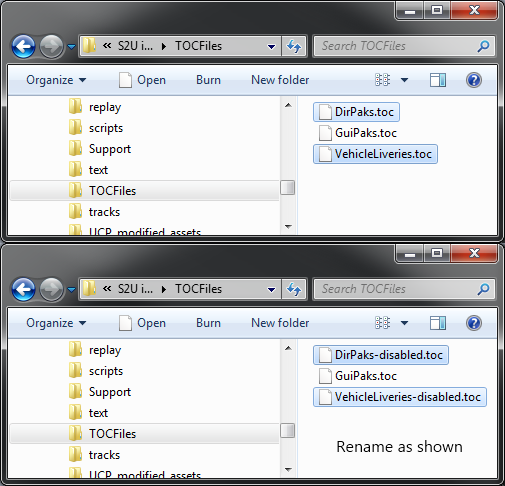 « S2U i... ▸ TOCFiles
Search TOCFiles
Organize
Open
Burn
New folder
replay
scripts
Support
text
TOCFiles
tracks
UCP_modified_assets
DirPaks.toc
GuiPaks.toc
VehicleLiveries.toc
« S2U i... ▸ TOCFiles
Search TOCFiles
Organize
Open
Burn
New folder
replay
scripts
Support
text
TOCFiles
tracks
UCP_modified_assets
DirPaks-disabled.toc
GuiPaks.toc
VehicleLiveries-disabled.toc
Rename as shown